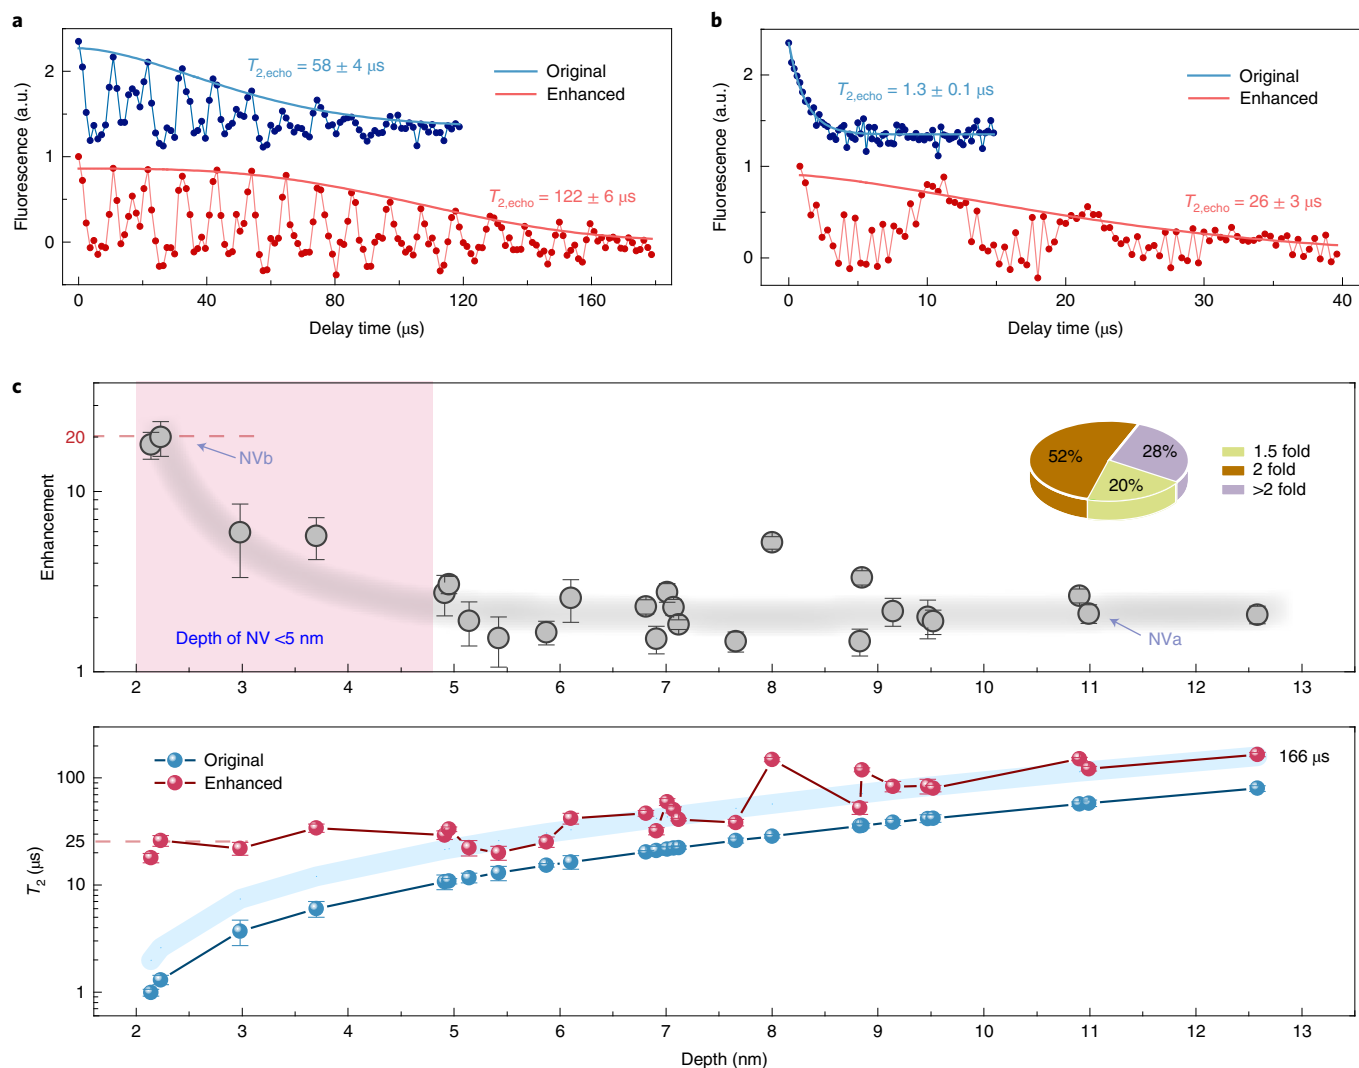 a
Fluorescence (a.u.)
2
1
0
T2,echo = 58 ± 4 μs
Original
Enhanced
T2,echo = 122 ± 6 μs
0
40
80
120
160
Delay time (μs)
b
Fluorescence (a.u.)
2
1
0
T2,echo = 1.3 ± 0.1 μs
Original
Enhanced
T2,echo = 26 ± 3 μs
0
10
20
30
40
Delay time (μs)
c
Enhancement
20
10
1
NVb
Depth of NV <5 nm
52%
28%
20%
1.5 fold
2 fold
>2 fold
NVa
2
3
4
5
6
7
8
9
10
11
12
13
T2 (μs)
100
25
10
1
Original
Enhanced
166 μs
2
3
4
5
6
7
8
9
10
11
12
13
Depth (nm)